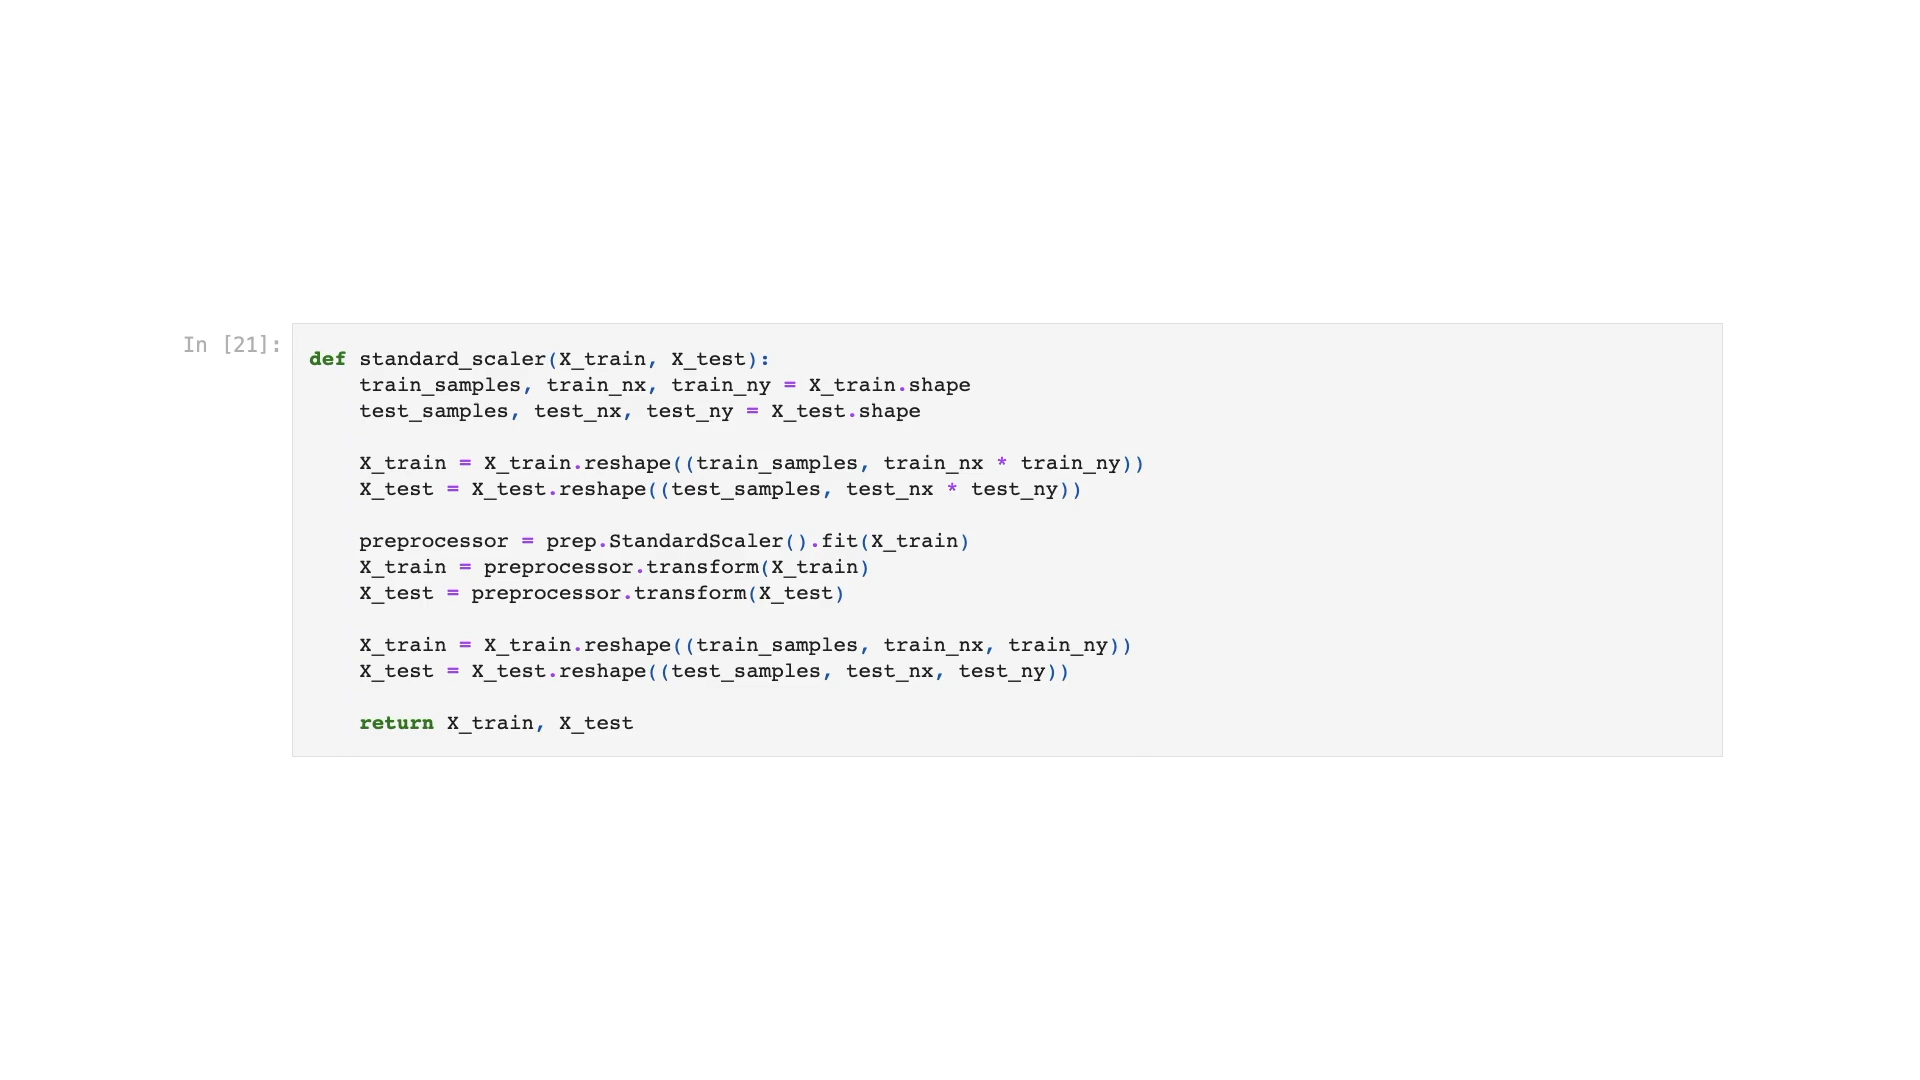 In [21]:
def standard_scaler(X_train, X_test):
    train_samples, train_nx, train_ny = X_train.shape
    test_samples, test_nx, test_ny = X_test.shape

    X_train = X_train.reshape((train_samples, train_nx * train_ny))
    X_test = X_test.reshape((test_samples, test_nx * test_ny))

    preprocessor = prep.StandardScaler().fit(X_train)
    X_train = preprocessor.transform(X_train)
    X_test = preprocessor.transform(X_test)

    X_train = X_train.reshape((train_samples, train_nx, train_ny))
    X_test = X_test.reshape((test_samples, test_nx, test_ny))

    return X_train, X_test